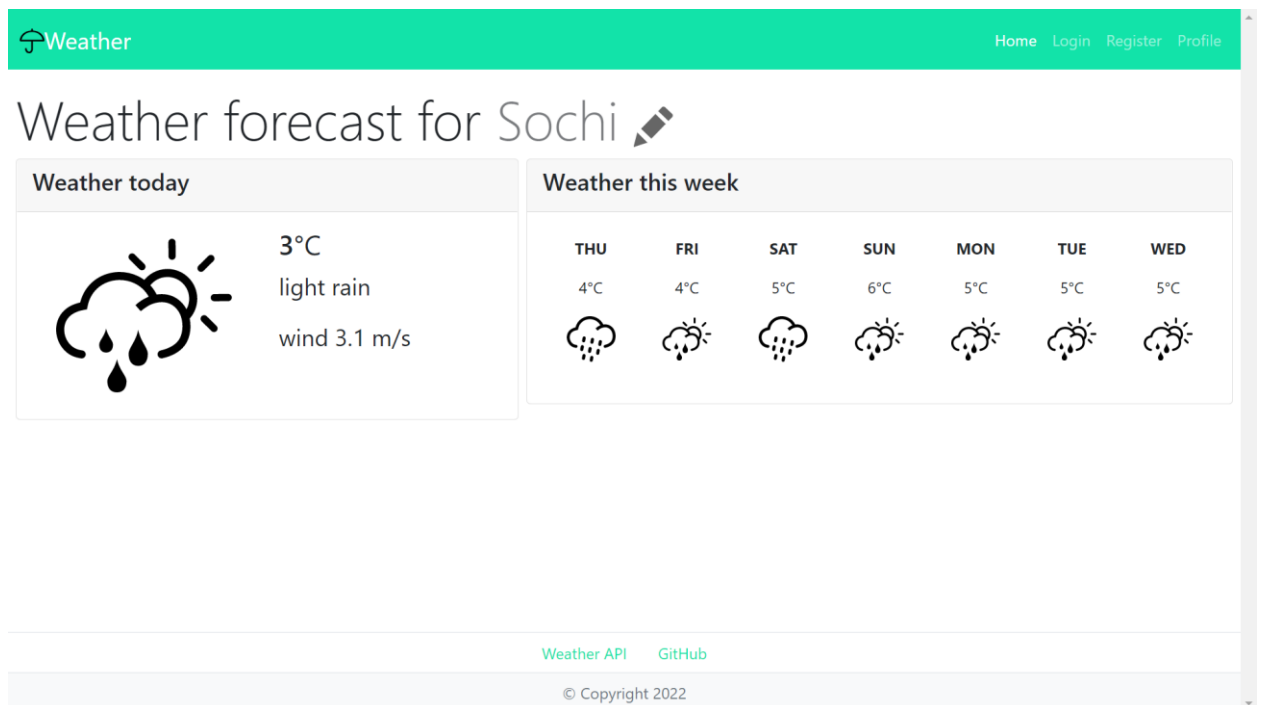 Weather
Home Login Register Profile
Weather forecast for Sochi
Weather today
3°C
light rain
wind 3.1 m/s
Weather this week
THU FRI SAT SUN MON TUE WED
4°C 4°C 5°C 6°C 5°C 5°C 5°C
Weather API GitHub
© Copyright 2022